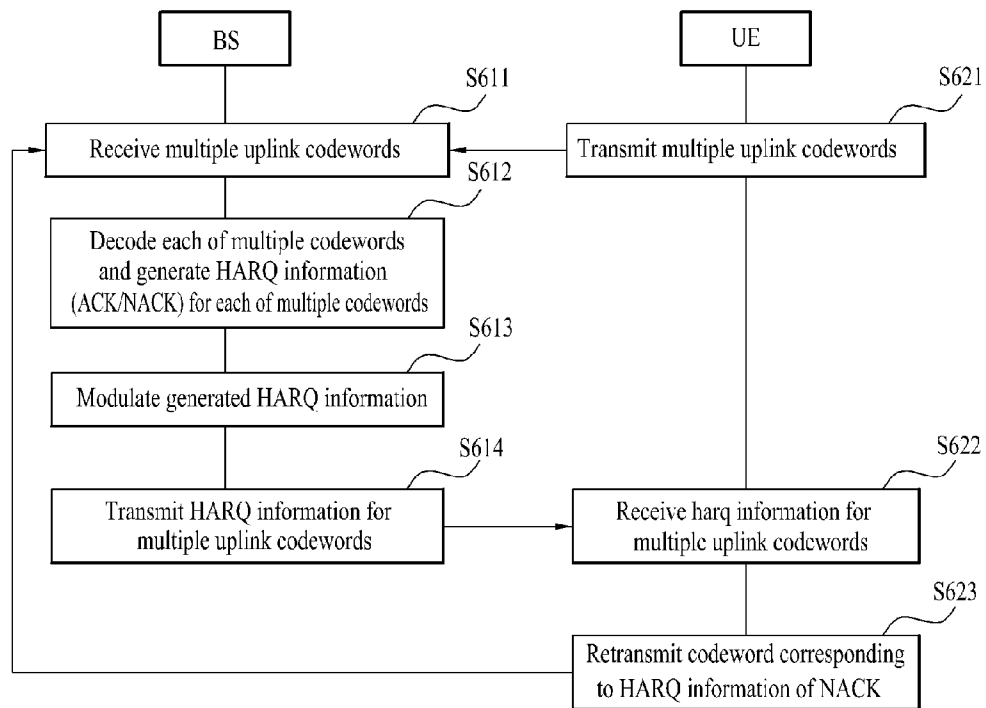 BS
UE
S611
S621
Receive multiple uplink codewords
Transmit multiple uplink codewords
S612
Decode each of multiple codewords
and generate HARQ information
(ACK/NACK) for each of multiple codewords
S613
Modulate generated HARQ information
S614
S622
Transmit HARQ information for
multiple uplink codewords
Receive harq information for
multiple uplink codewords
S623
Retransmit codeword corresponding
to HARQ information of NACK